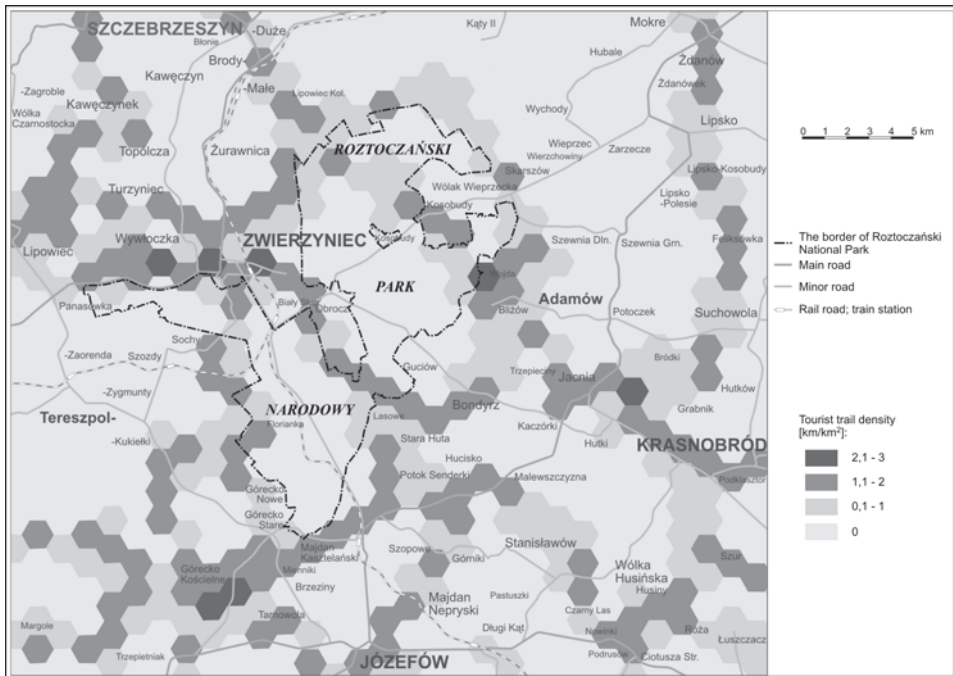 SZCZEBRZESZYN
-Duże
Błonie
Kąty II
Mokre
Brody-
Hubale
Żdanów
Kawęczyn
-Zagroble
-Małe
Żdanówek
Kawęczynek
Lipowiec Kol.
Wólka
Czarnostocka
Wychody
Lipsko
Topólcza
Żurawnica
ROZTOCZAŃSKI
Wieprzec
Zarzecze
Wierzchowiny
Skarszów
Lipsko-Kosobudy
Turzyniec
Wólak Wieprzecka
Lipsko
-Polesie
Kosobudy
Lipowiec
Wywłoczka
ZWIERZYNIEC
Kosobudy
Szewnia Dln.
Szewnia Grn.
Feliksówka
Wojda
PARK
Panasówka
Biały Słup
Obrocz
Bliżów
Adamów
Potoczek
Suchowola
Sochy
-Zaorenda
Szozdy
Guciów
Trzepieciny
Bródki
Jacnia
Hutków
-Zygmunty
NARODOWY
Lasowe
Bondyrz
Grabnik
Tereszpol-
Florianka
Kaczórki
-Kukiełki
Stara Huta
Hutki
KRASNOBRÓD
Hucisko
Potok Senderki
Malewszczyzna
Podklasztor
Górecko
Nowe
Górecko
Stare
Majdan
Kasztelański
Szopowe
Stanisławów
Górniki
Szur
Mienniki
Górecko
Kościelne
Brzeziny
Wólka
Husińska
Husiny
Pastuszki
Majdan
Nepryski
Czarny Las
Tarnowola
Margole
Długi Kąt
Nowinki
Róża
Łuszczacz
Trzepietniak
JÓZEFÓW
Podrusów
Ciotusza Str.
0 1 2 3 4 5 km
The border of Roztoczański
National Park
Main road
Minor road
Rail road; train station
Tourist trail density
[km/km²]:
2,1 - 3
1,1 - 2
0,1 - 1
0